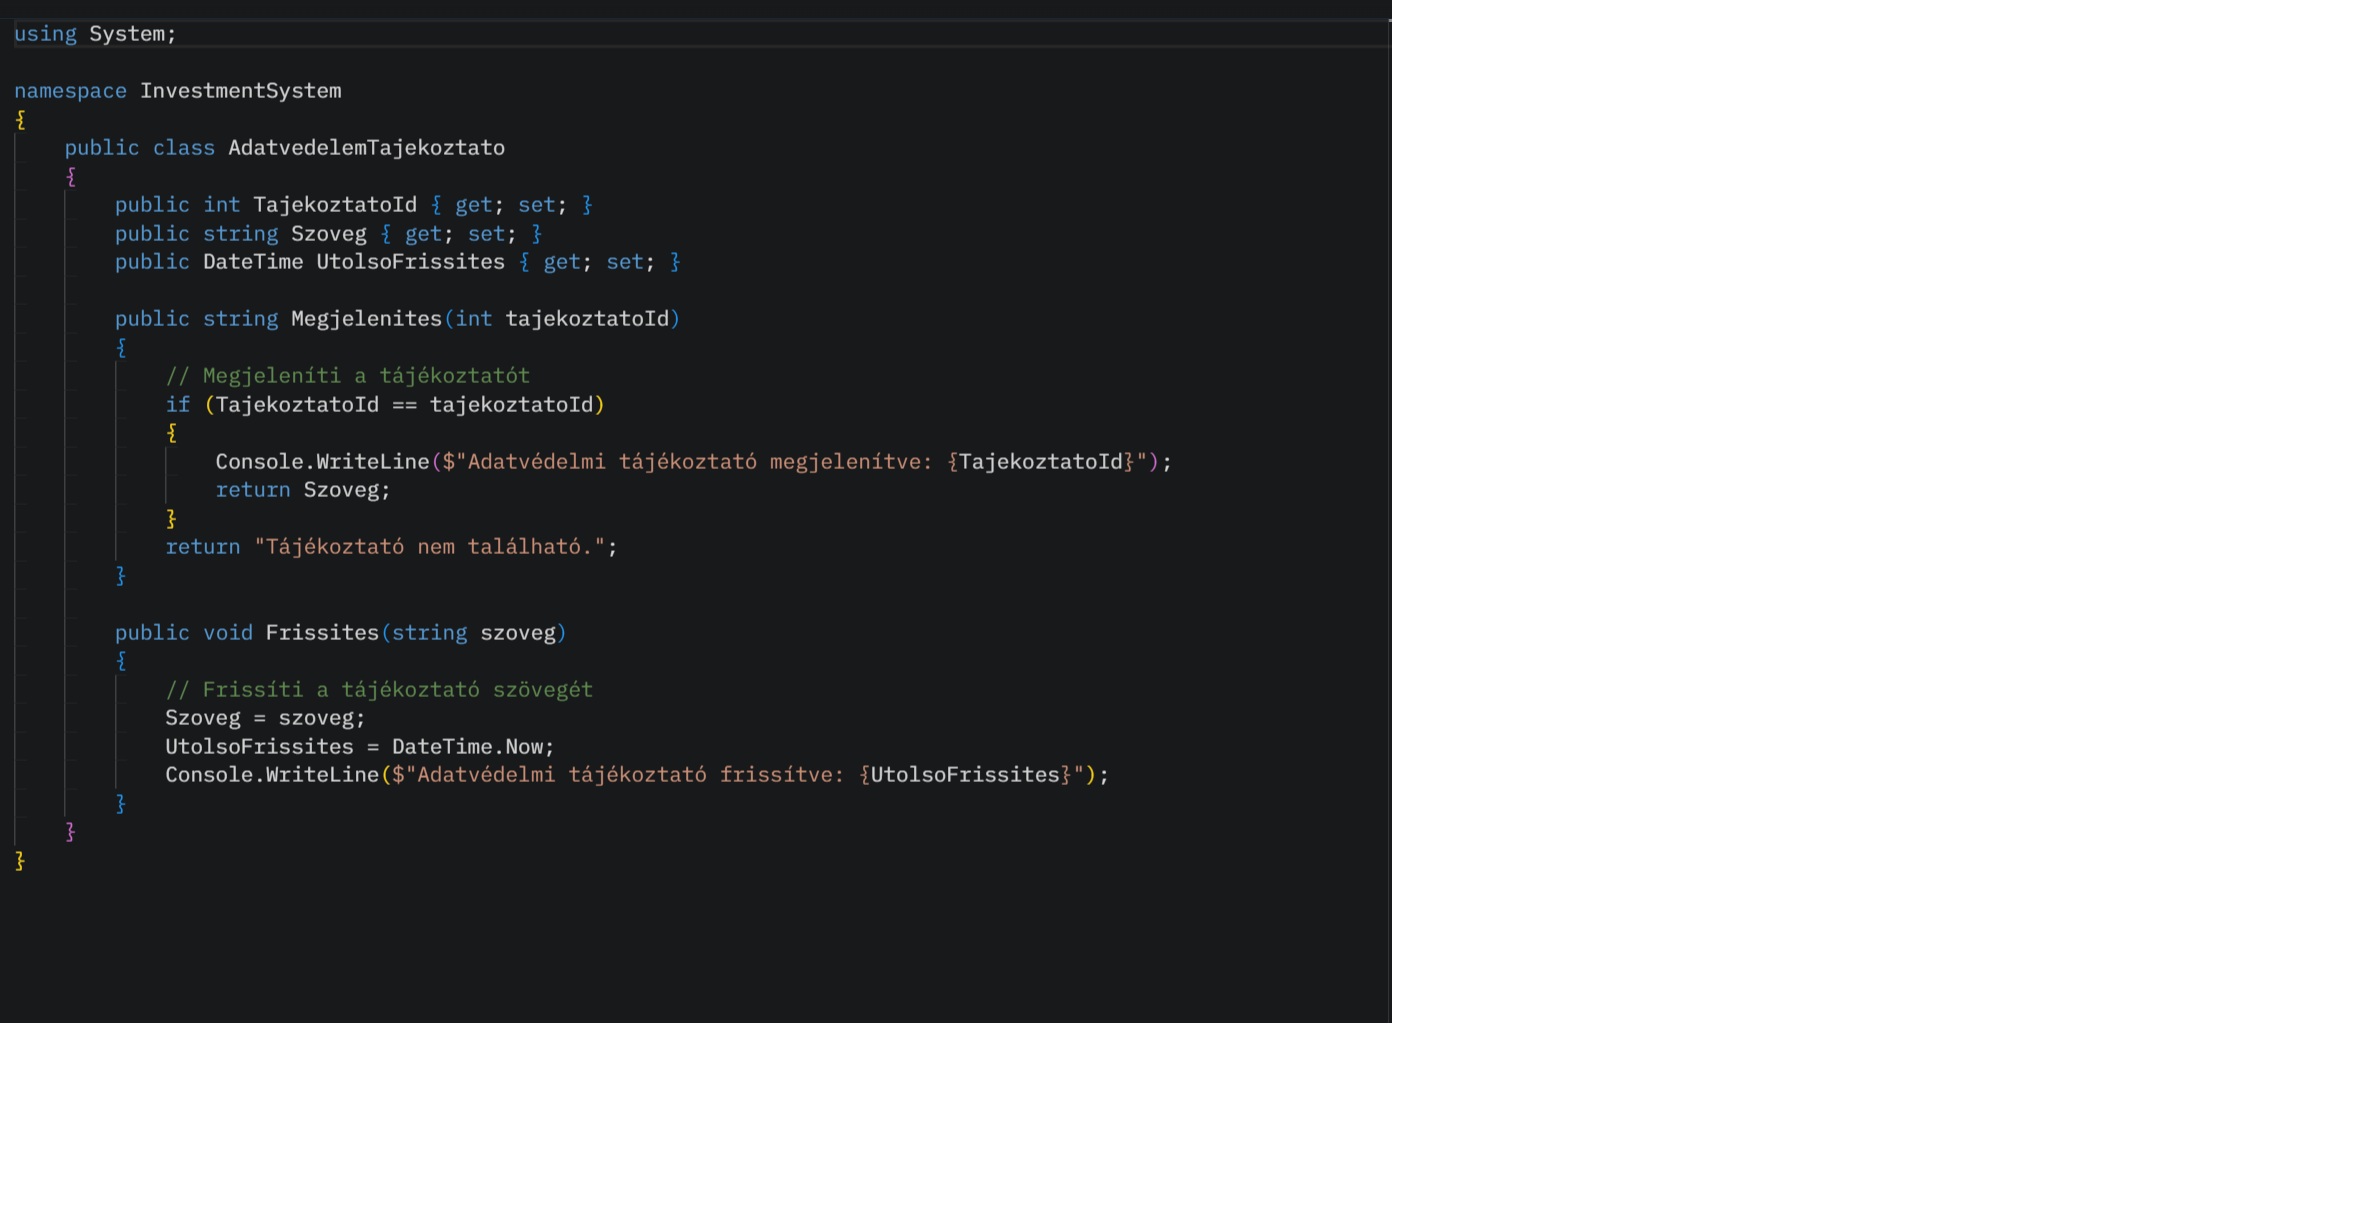 using System;

namespace InvestmentSystem
{
    public class AdatvedelemTajekoztato
    {
        public int TajekoztatoId { get; set; }
        public string Szoveg { get; set; }
        public DateTime UtolsoFrissites { get; set; }

        public string Megjelenites(int tajekoztatoId)
        {
            // Megjeleníti a tájékoztatót
            if (TajekoztatoId == tajekoztatoId)
            {
                Console.WriteLine($"Adatvédelmi tájékoztató megjelenítve: {TajekoztatoId}");
                return Szoveg;
            }
            return "Tájékoztató nem található.";
        }

        public void Frissites(string szoveg)
        {
            // Frissíti a tájékoztató szövegét
            Szoveg = szoveg;
            UtolsoFrissites = DateTime.Now;
            Console.WriteLine($"Adatvédelmi tájékoztató frissítve: {UtolsoFrissites}");
        }
    }
}